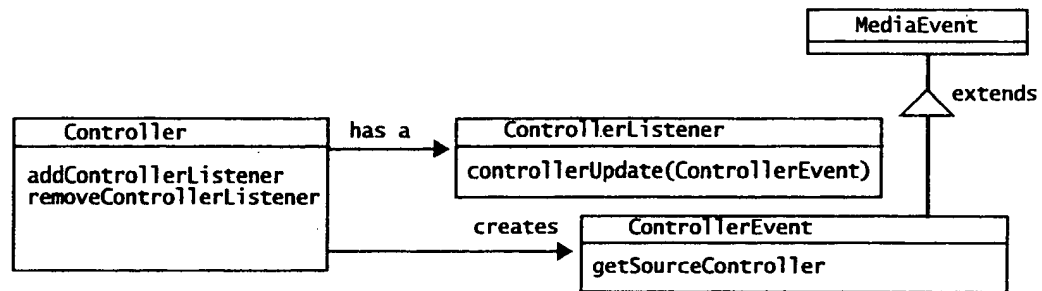 MediaEvent
extends
Controller
has a
ControllerListener
addControllerListener
removeControllerListener
controllerUpdate(ControllerEvent)
creates
ControllerEvent
getSourceController